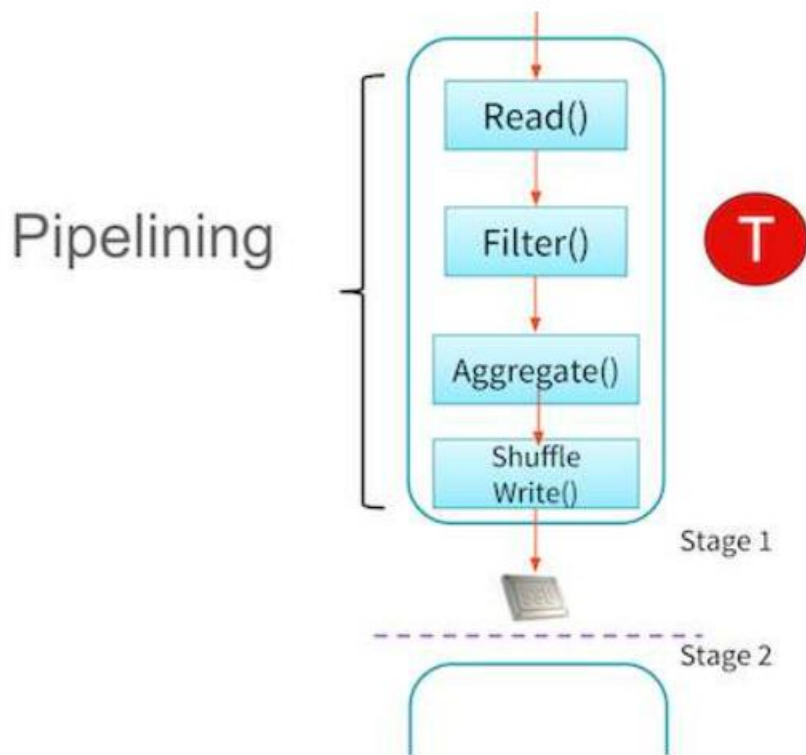 Read()
Pipelining
Filter()
T
Aggregate()
Shuffle
Write()
Stage 1
Stage 2